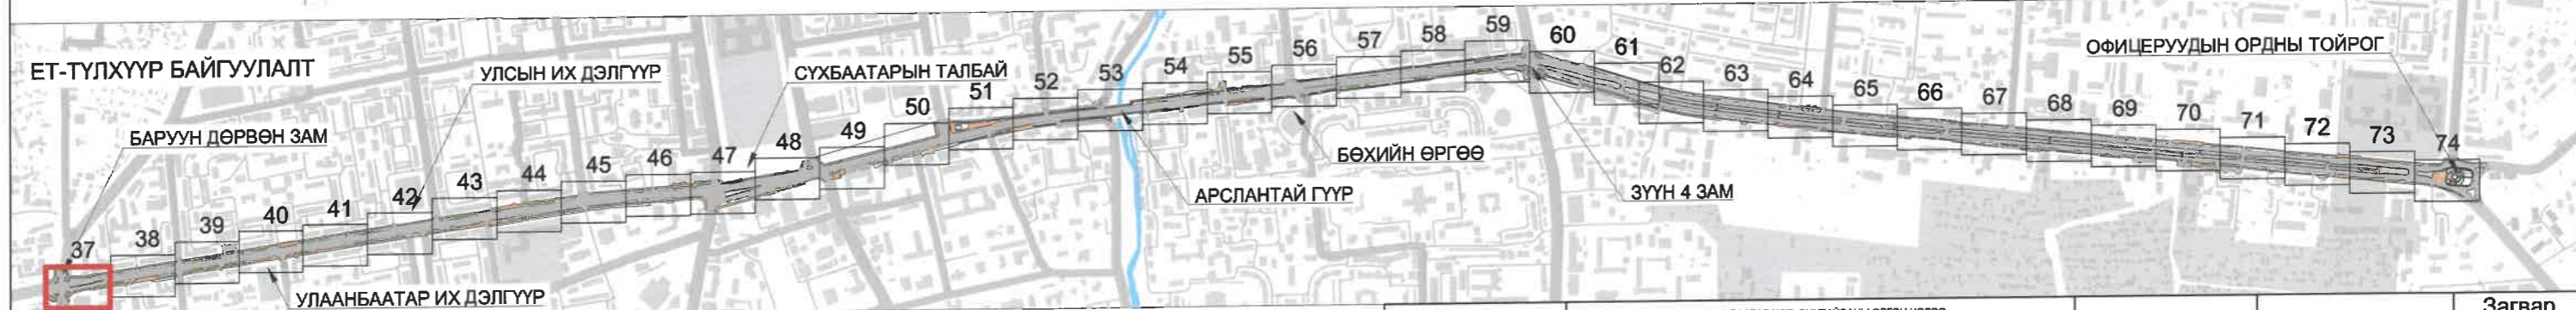 ЕТ-ТҮЛХҮҮР БАЙГУУЛАЛТ
БАРУУН ДӨРВӨН ЗАМ
УЛСЫН ИХ ДЭЛГҮҮР
СҮХБААТАРЫН ТАЛБАЙ
ОФИЦЕРУУДЫН ОРДНЫ ТОЙРОГ
37 38 39 40 41 42 43 44 45 46 47 48 49 50 51 52 53 54 55 56 57 58 59 60 61 62 63 64 65 66 67 68 69 70 71 72 73 74
БӨХИЙН ӨРГӨӨ
АРСЛАНТАЙ ГҮҮР
ЗҮҮН 4 ЗАМ
УЛААНБААТАР ИХ ДЭЛГҮҮР
Загвар